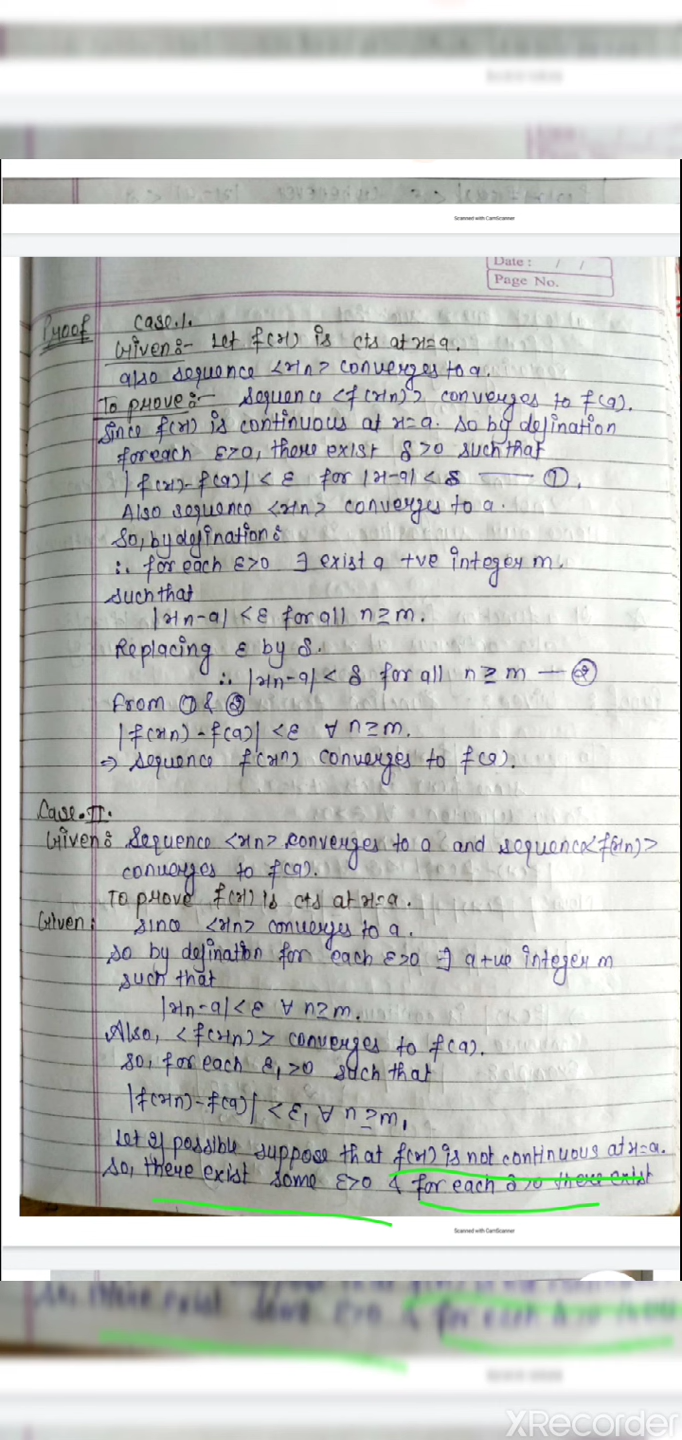 Scanned with CamScanner
Date : / /
Page No.
Proof Case.I.
Given:- Let f(x) is cts at x=a.
also sequence <xn> converges to a.
To prove:- Sequence <f(xn)> converges to f(a).
Since f(x) is continuous at x=a. So by defination
for each ε>0, there exist δ>0 such that
|f(x)-f(a)| < ε for |x-a| < δ — ①.
Also sequence <xn> converges to a.
So, by defination:
∴ for each ε>0 ∃ exist a +ve integer m.
such that
|xn-a| < ε for all n≥m.
Replacing ε by δ.
∴ |xn-a| < δ for all n≥m — ②
From ① & ②
|f(xn)-f(a)| < ε ∀ n≥m.
⇒ sequence f(xn) converges to f(a).
Case.II.
Given: Sequence <xn> converges to a and sequence <f(xn)>
converges to f(a).
To prove f(x) is cts at x=a.
Given: Since <xn> converges to a.
so by defination for each ε>0 ∃ a +ve integer m
such that
|xn-a| < ε ∀ n≥m.
Also, <f(xn)> converges to f(a).
so, for each ε₁>0 such that
|f(xn)-f(a)| < ε₁ ∀ n≥m₁
Let if possible suppose that f(x) is not continuous at x=a.
So, there exist some ε>0 & for each δ>0 there exist
Scanned with CamScanner
XRecorder